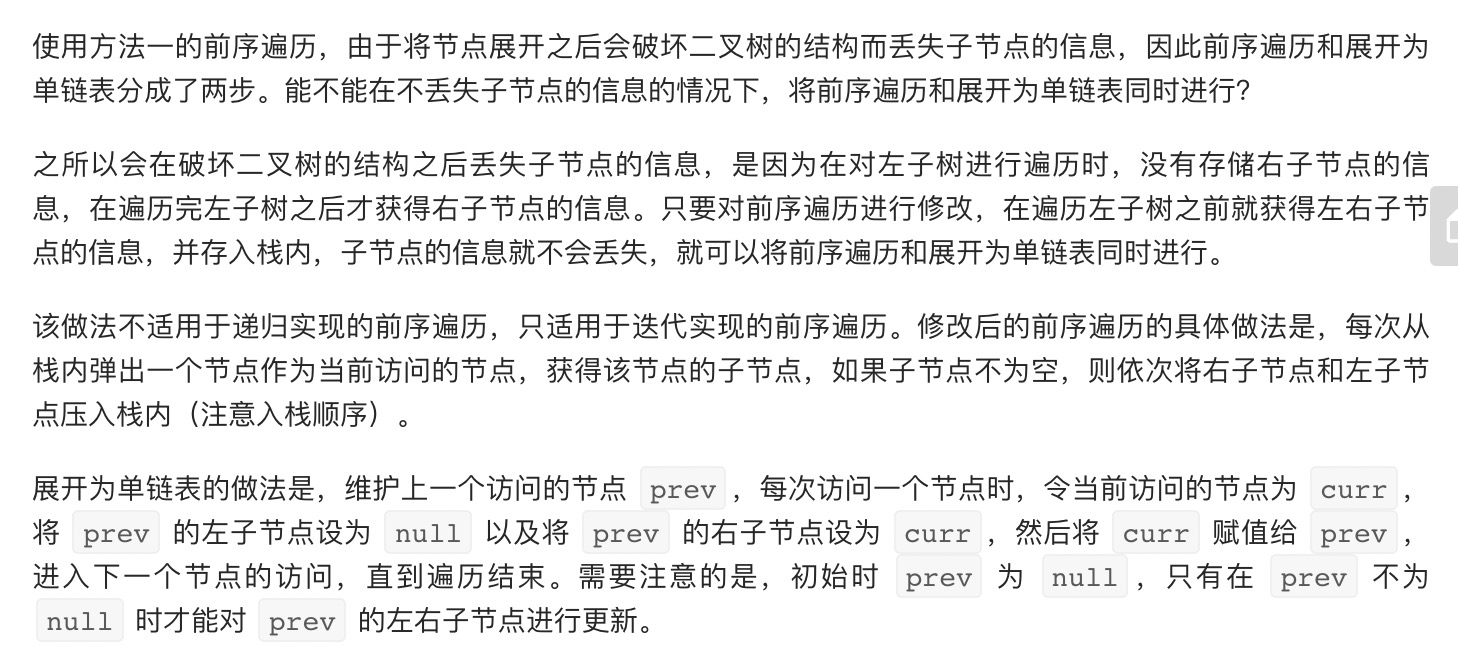 使用方法一的前序遍历，由于将节点展开之后会破坏二叉树的结构而丢失子节点的信息，因此前序遍历和展开为
单链表分成了两步。能不能在不丢失子节点的信息的情况下，将前序遍历和展开为单链表同时进行？
之所以会在破坏二叉树的结构之后丢失子节点的信息，是因为在对左子树进行遍历时，没有存储右子节点的信
息，在遍历完左子树之后才获得右子节点的信息。只要对前序遍历进行修改，在遍历左子树之前就获得左右子节
点的信息，并存入栈内，子节点的信息就不会丢失，就可以将前序遍历和展开为单链表同时进行。
该做法不适用于递归实现的前序遍历，只适用于迭代实现的前序遍历。修改后的前序遍历的具体做法是，每次从
栈内弹出一个节点作为当前访问的节点，获得该节点的子节点，如果子节点不为空，则依次将右子节点和左子节
点压入栈内（注意入栈顺序）。
展开为单链表的做法是，维护上一个访问的节点 prev ，每次访问一个节点时，令当前访问的节点为 curr ，
将 prev 的左子节点设为 null 以及将 prev 的右子节点设为 curr ，然后将 curr 赋值给 prev ，
进入下一个节点的访问，直到遍历结束。需要注意的是，初始时 prev 为 null ，只有在 prev 不为
null 时才能对 prev 的左右子节点进行更新。